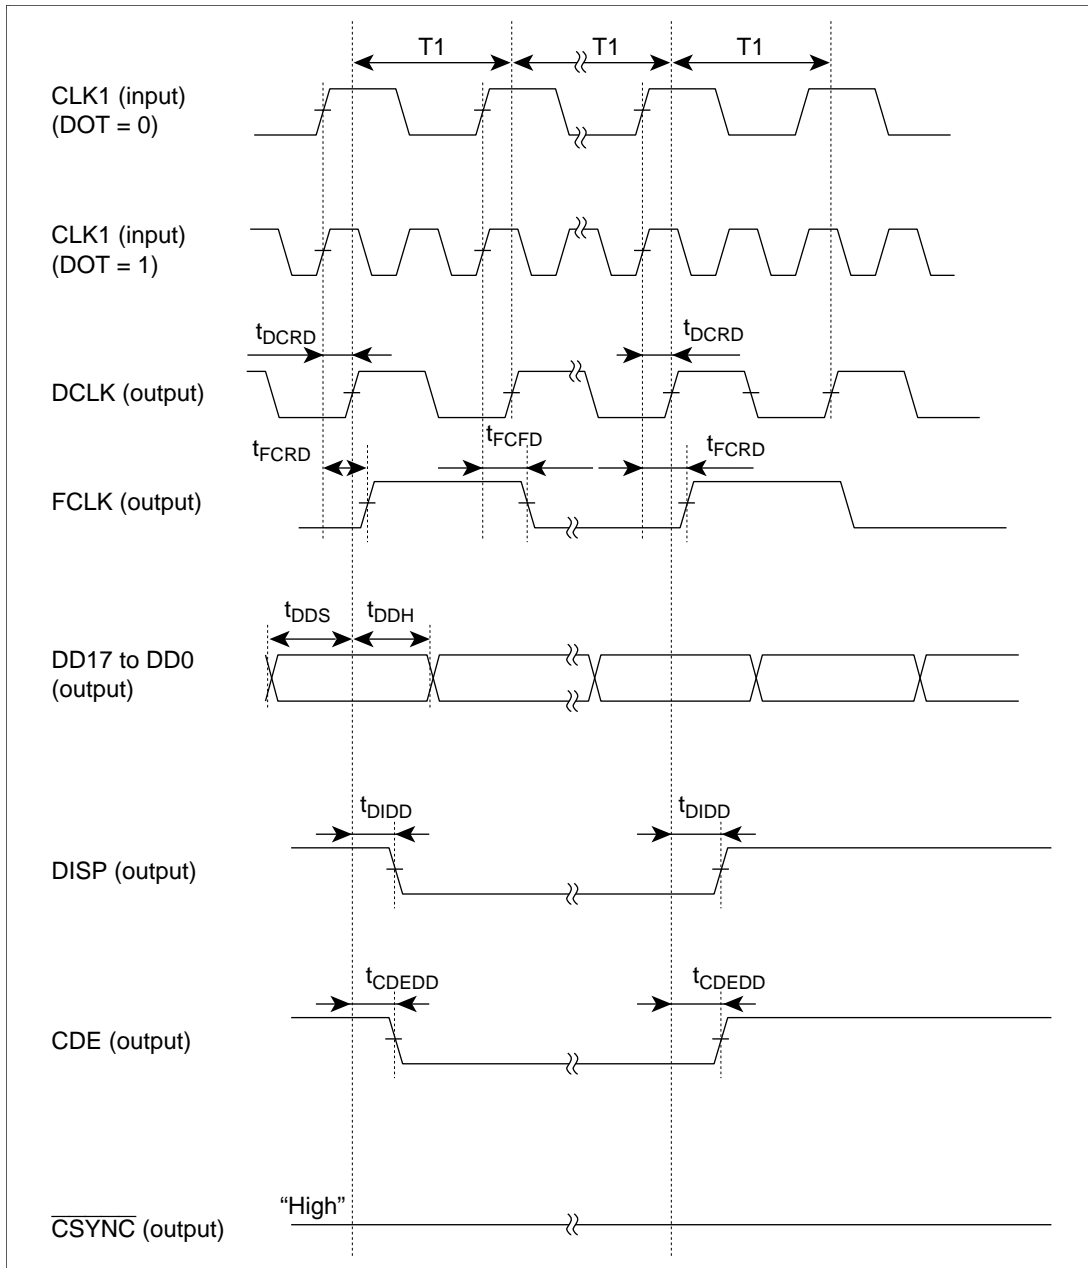 T1 T1 T1
CLK1 (input)
(DOT = 0)
CLK1 (input)
(DOT = 1)
tDCRD tDCRD
DCLK (output)
tFCRD tFCFD tFCRD
FCLK (output)
tDDS tDDH
DD17 to DD0
(output)
tDIDD tDIDD
DISP (output)
tCDEDD tCDEDD
CDE (output)
“High”
CSYNC (output)